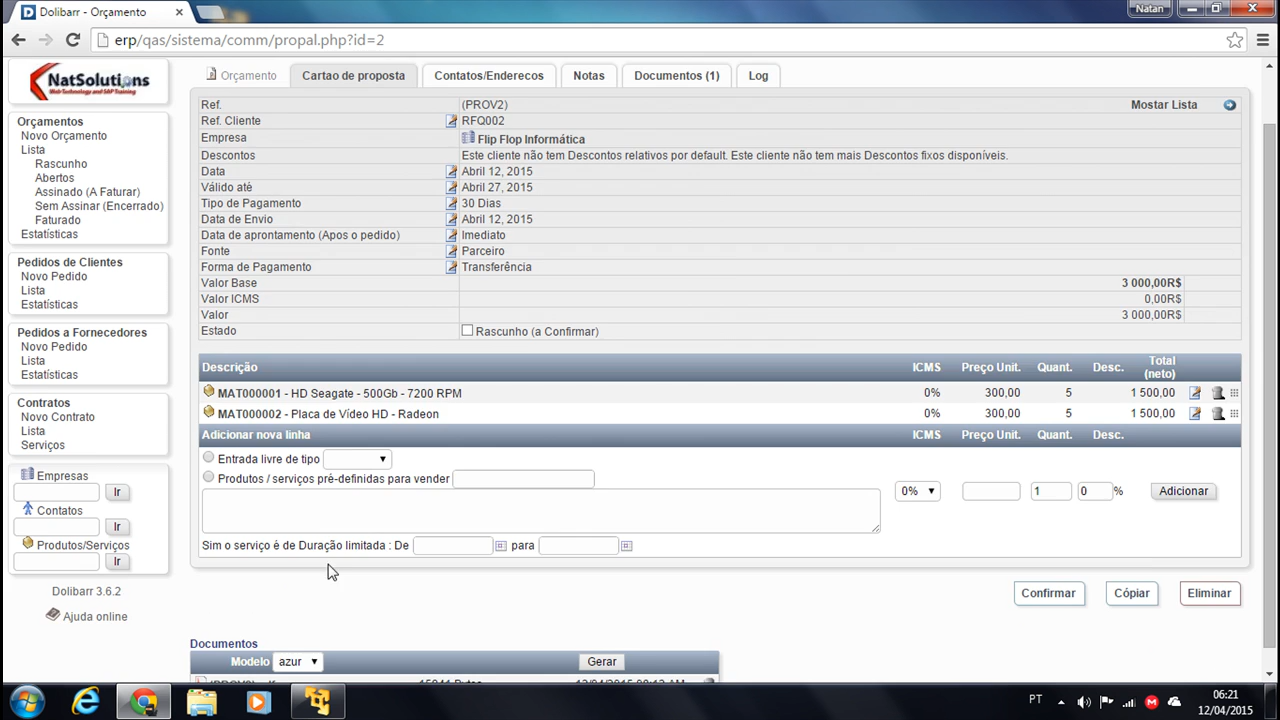 Dolibarr - Orçamento
Natan
erp/qas/sistema/comm/propal.php?id=2
NatSolutions
Web Technology and SAP Training
Orçamentos
Novo Orçamento
Lista
Rascunho
Abertos
Assinado (A Faturar)
Sem Assinar (Encerrado)
Faturado
Estatísticas
Pedidos de Clientes
Novo Pedido
Lista
Estatísticas
Pedidos a Fornecedores
Novo Pedido
Lista
Estatísticas
Contratos
Novo Contrato
Lista
Serviços
Empresas
Ir
Contatos
Ir
Produtos/Serviços
Ir
Dolibarr 3.6.2
Ajuda online
Orçamento Cartao de proposta Contatos/Enderecos Notas Documentos (1) Log
Ref. (PROV2) Mostar Lista
Ref. Cliente RFQ002
Empresa Flip Flop Informática
Descontos Este cliente não tem Descontos relativos por default. Este cliente não tem mais Descontos fixos disponíveis.
Data Abril 12, 2015
Válido atè Abril 27, 2015
Tipo de Pagamento 30 Dias
Data de Envio Abril 12, 2015
Data de aprontamento (Apos o pedido) Imediato
Fonte Parceiro
Forma de Pagamento Transferência
Valor Base 3 000,00R$
Valor ICMS 0,00R$
Valor 3 000,00R$
Estado Rascunho (a Confirmar)
Descrição ICMS Preço Unit. Quant. Desc. Total (neto)
MAT000001 - HD Seagate - 500Gb - 7200 RPM 0% 300,00 5 1 500,00
MAT000002 - Placa de Vídeo HD - Radeon 0% 300,00 5 1 500,00
Adicionar nova linha ICMS Preço Unit. Quant. Desc.
Entrada livre de tipo
Produtos / serviços pré-definidas para vender
0% 1 0 % Adicionar
Sim o serviço é de Duração limitada : De para
Confirmar Cópiar Eliminar
Documentos
Modelo azur Gerar
PT 06:21
12/04/2015